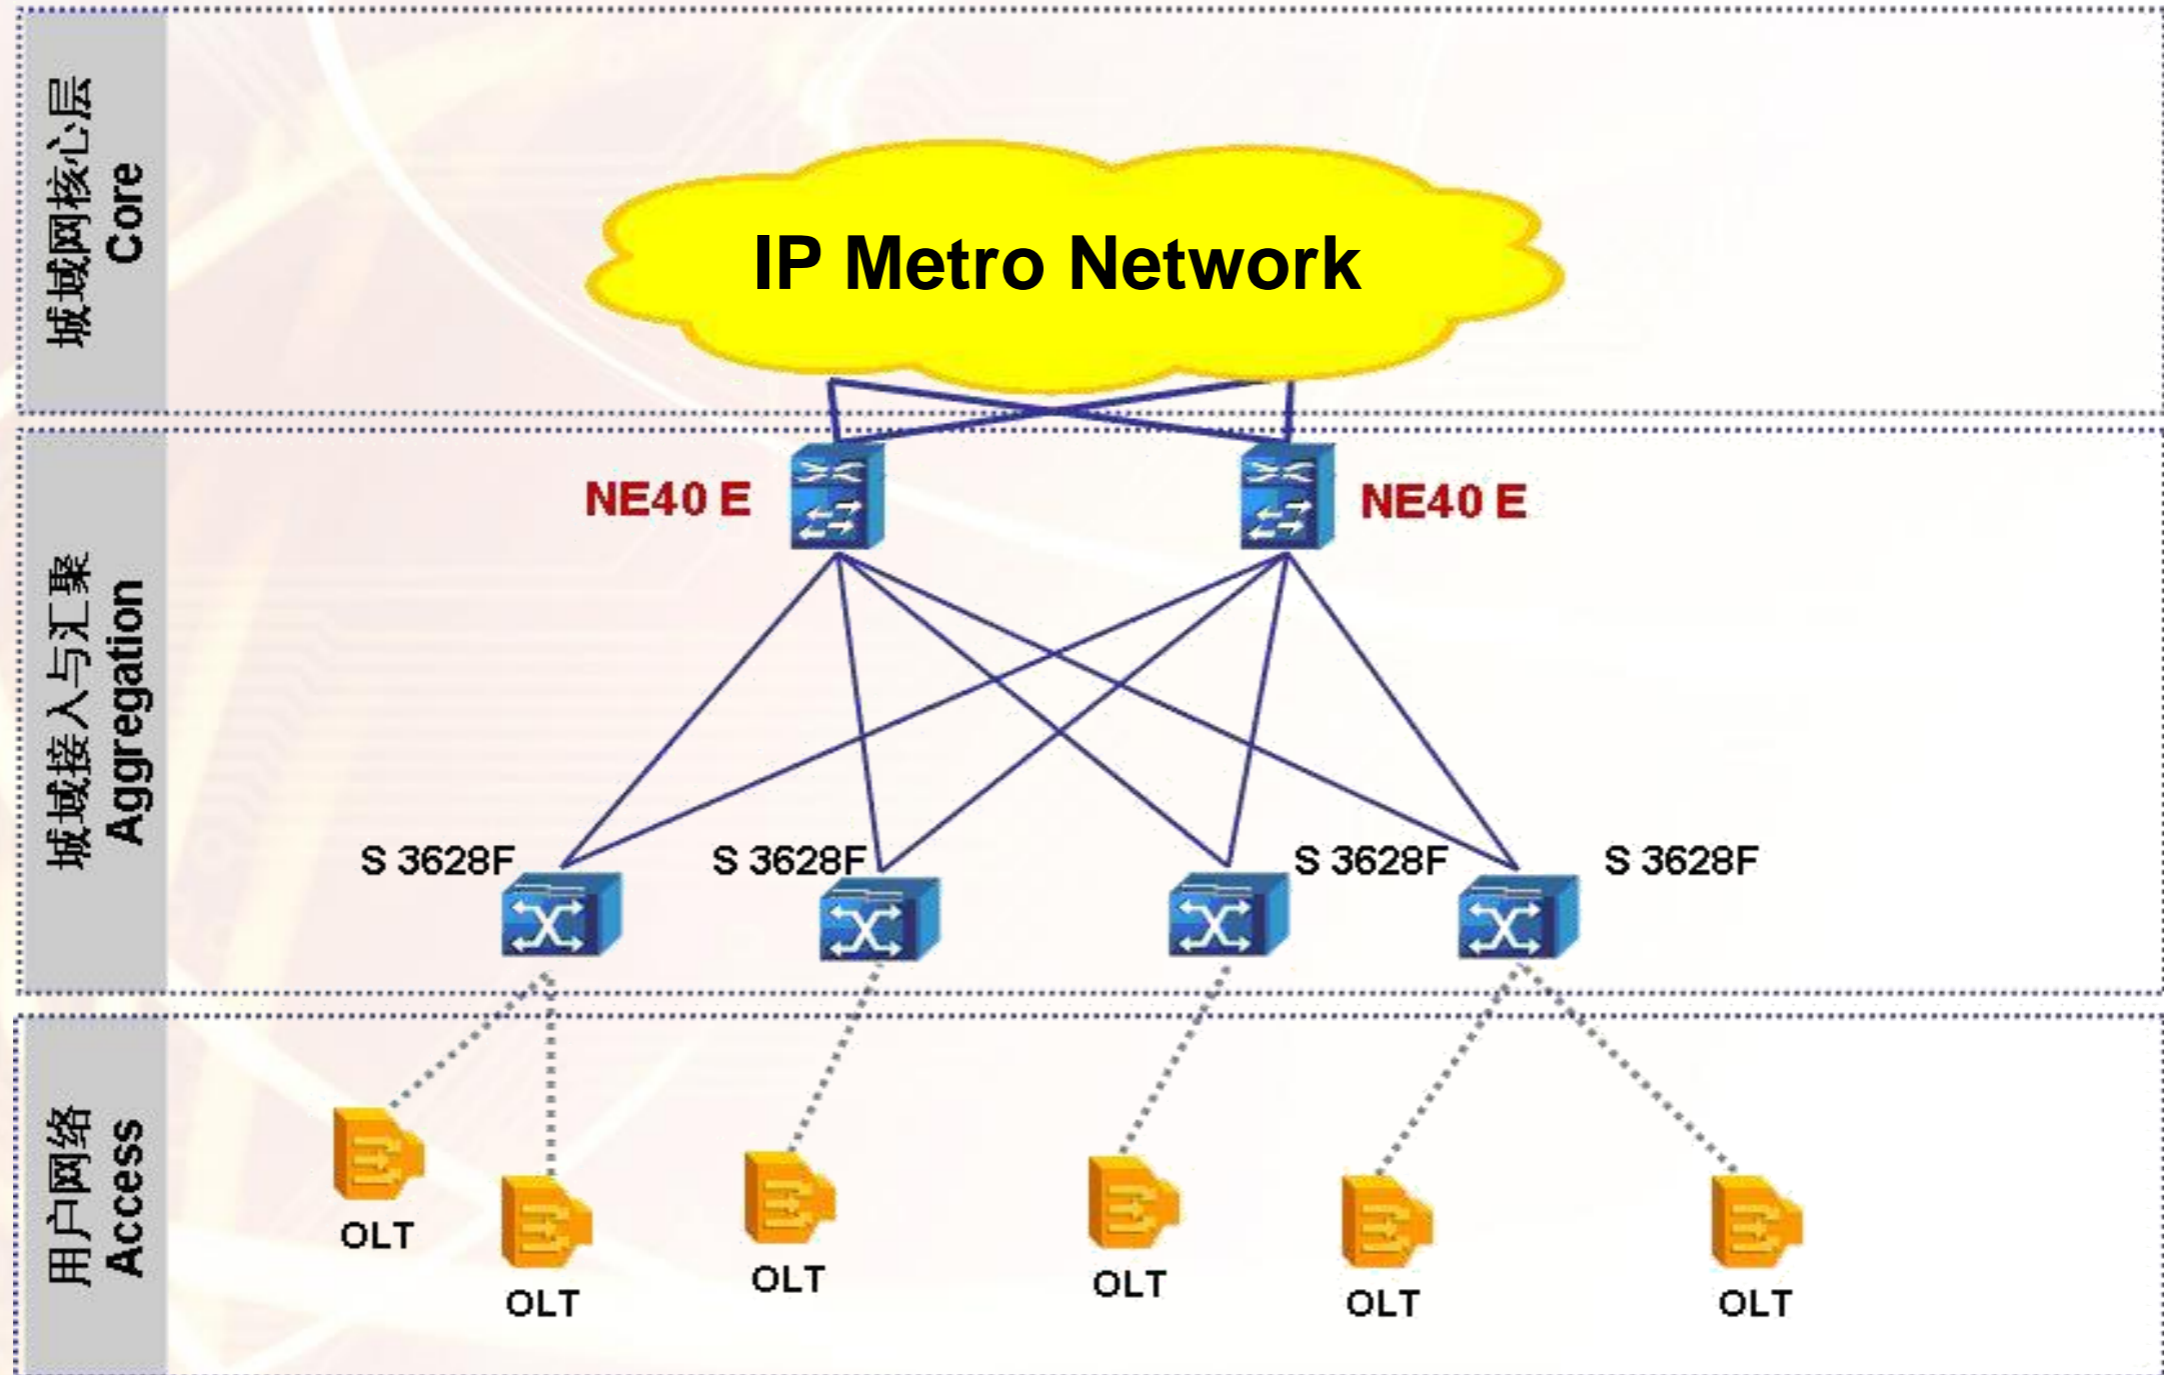 城域网核心层
Core
IP Metro Network
城域接入与汇聚
Aggregation
NE40 E
NE40 E
S 3628F
S 3628F
S 3628F
S 3628F
用户网络
Access
OLT
OLT
OLT
OLT
OLT
OLT